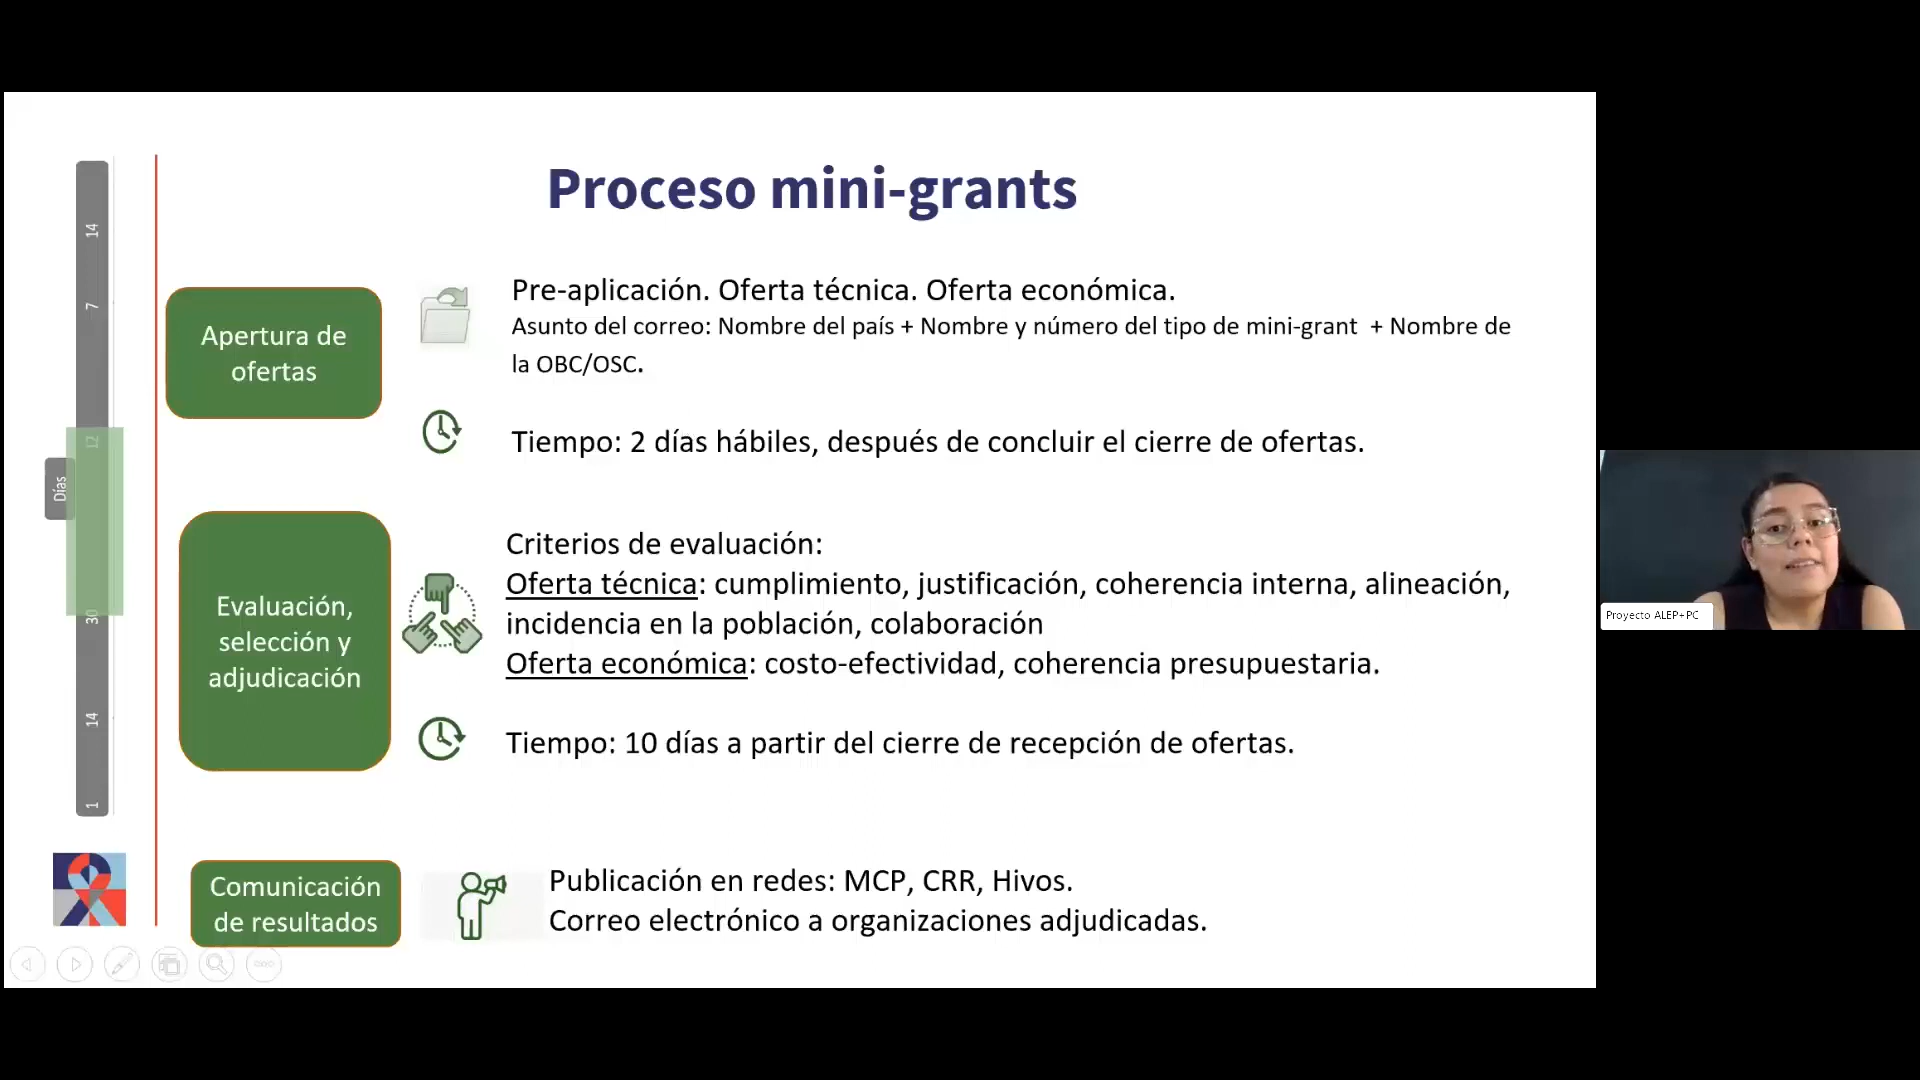 Proceso mini-grants
14
7
12
30
14
1
Días
Apertura de
ofertas
Pre-aplicación. Oferta técnica. Oferta económica.
Asunto del correo: Nombre del país + Nombre y número del tipo de mini-grant + Nombre de
la OBC/OSC.
Tiempo: 2 días hábiles, después de concluir el cierre de ofertas.
Evaluación,
selección y
adjudicación
Criterios de evaluación:
Oferta técnica: cumplimiento, justificación, coherencia interna, alineación,
incidencia en la población, colaboración
Oferta económica: costo-efectividad, coherencia presupuestaria.
Tiempo: 10 días a partir del cierre de recepción de ofertas.
Comunicación
de resultados
Publicación en redes: MCP, CRR, Hivos.
Correo electrónico a organizaciones adjudicadas.
Proyecto ALEP+PC